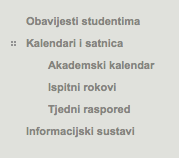 Obavijesti studentima
Kalendari i satnica
Akademski kalendar
Ispitni rokovi
Tjedni raspored
Informacijski sustavi